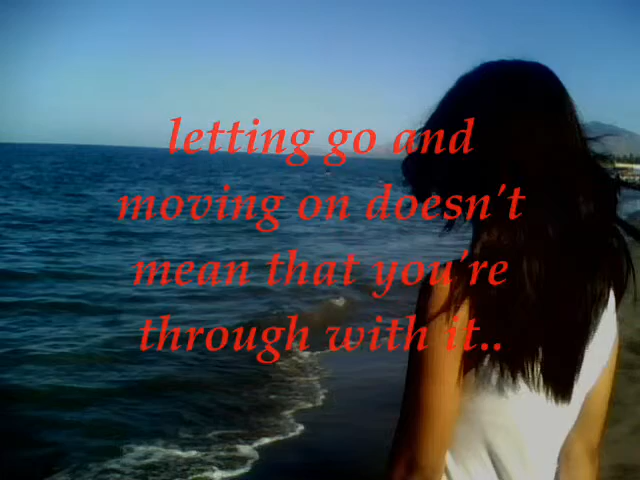 letting go and
moving on doesn't
mean that you're
through with it..